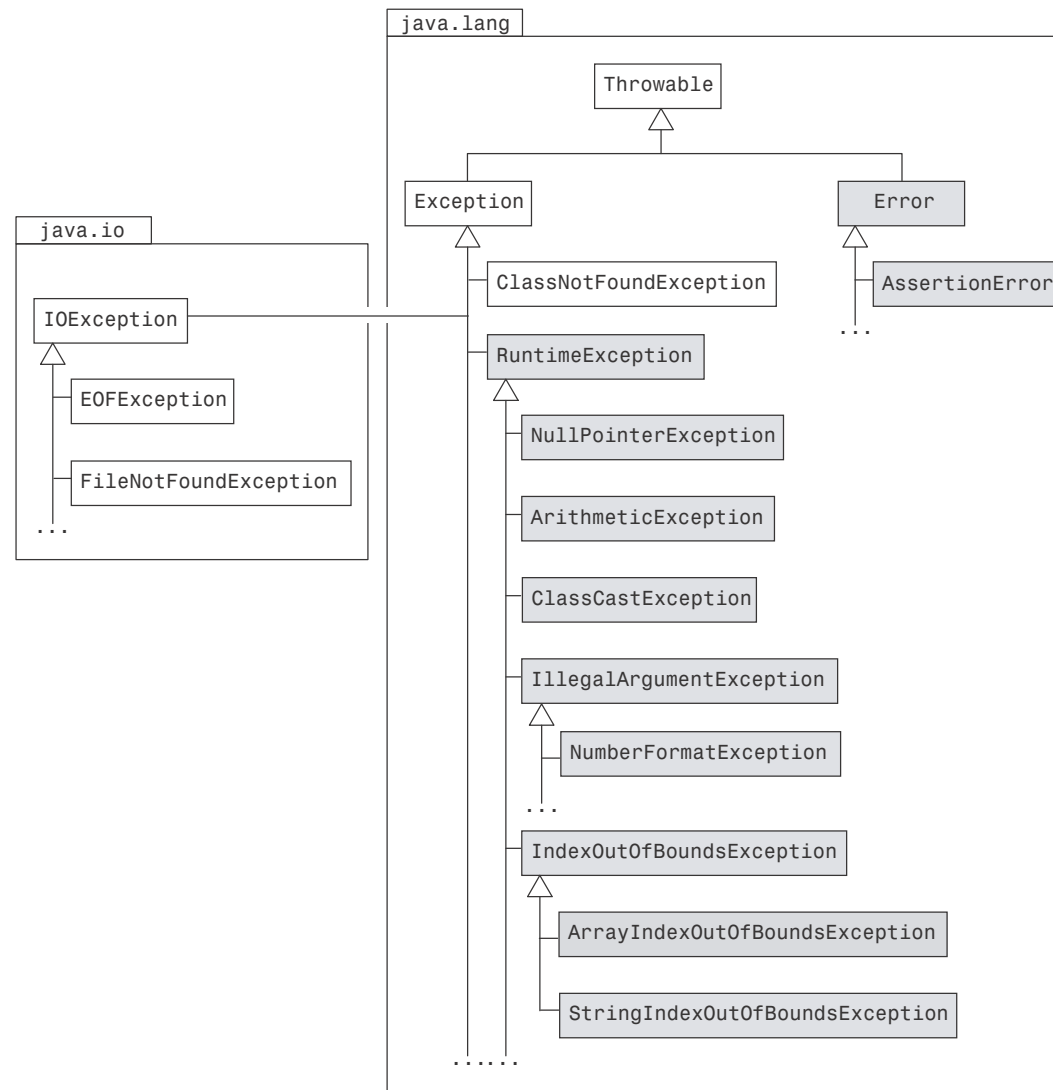 java.lang
Throwable
Exception
Error
java.io
ClassNotFoundException
AssertionError
IOException
...
RuntimeException
EOFException
NullPointerException
FileNotFoundException
...
ArithmeticException
ClassCastException
IllegalArgumentException
NumberFormatException
...
IndexOutOfBoundsException
ArrayIndexOutOfBoundsException
StringIndexOutOfBoundsException
......